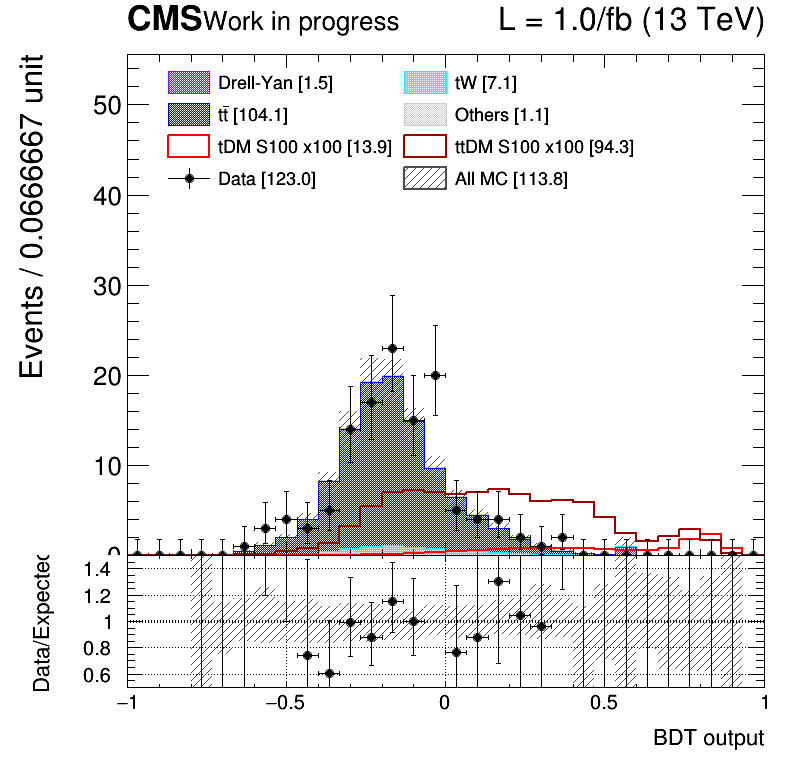 CMS Work in progress L = 1.0/fb (13 TeV)
Drell-Yan [1.5] tW [7.1]
tt̄ [104.1] Others [1.1]
tDM S100 x100 [13.9] ttDM S100 x100 [94.3]
Data [123.0] All MC [113.8]
Events / 0.0666667 unit
50
40
30
20
10
0
Data/Expected
1.4
1.2
1
0.8
0.6
−1 −0.5 0 0.5 1
BDT output